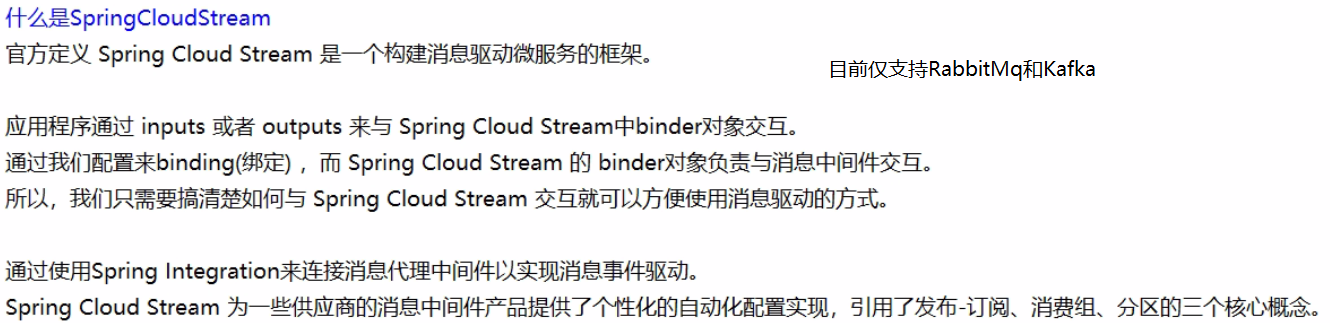 什么是SpringCloudStream
官方定义 Spring Cloud Stream 是一个构建消息驱动微服务的框架。
目前仅支持RabbitMq和Kafka
应用程序通过 inputs 或者 outputs 来与 Spring Cloud Stream中binder对象交互。
通过我们配置来binding(绑定) ，而 Spring Cloud Stream 的 binder对象负责与消息中间件交互。
所以，我们只需要搞清楚如何与 Spring Cloud Stream 交互就可以方便使用消息驱动的方式。
通过使用Spring Integration来连接消息代理中间件以实现消息事件驱动。
Spring Cloud Stream 为一些供应商的消息中间件产品提供了个性化的自动化配置实现，引用了发布-订阅、消费组、分区的三个核心概念。